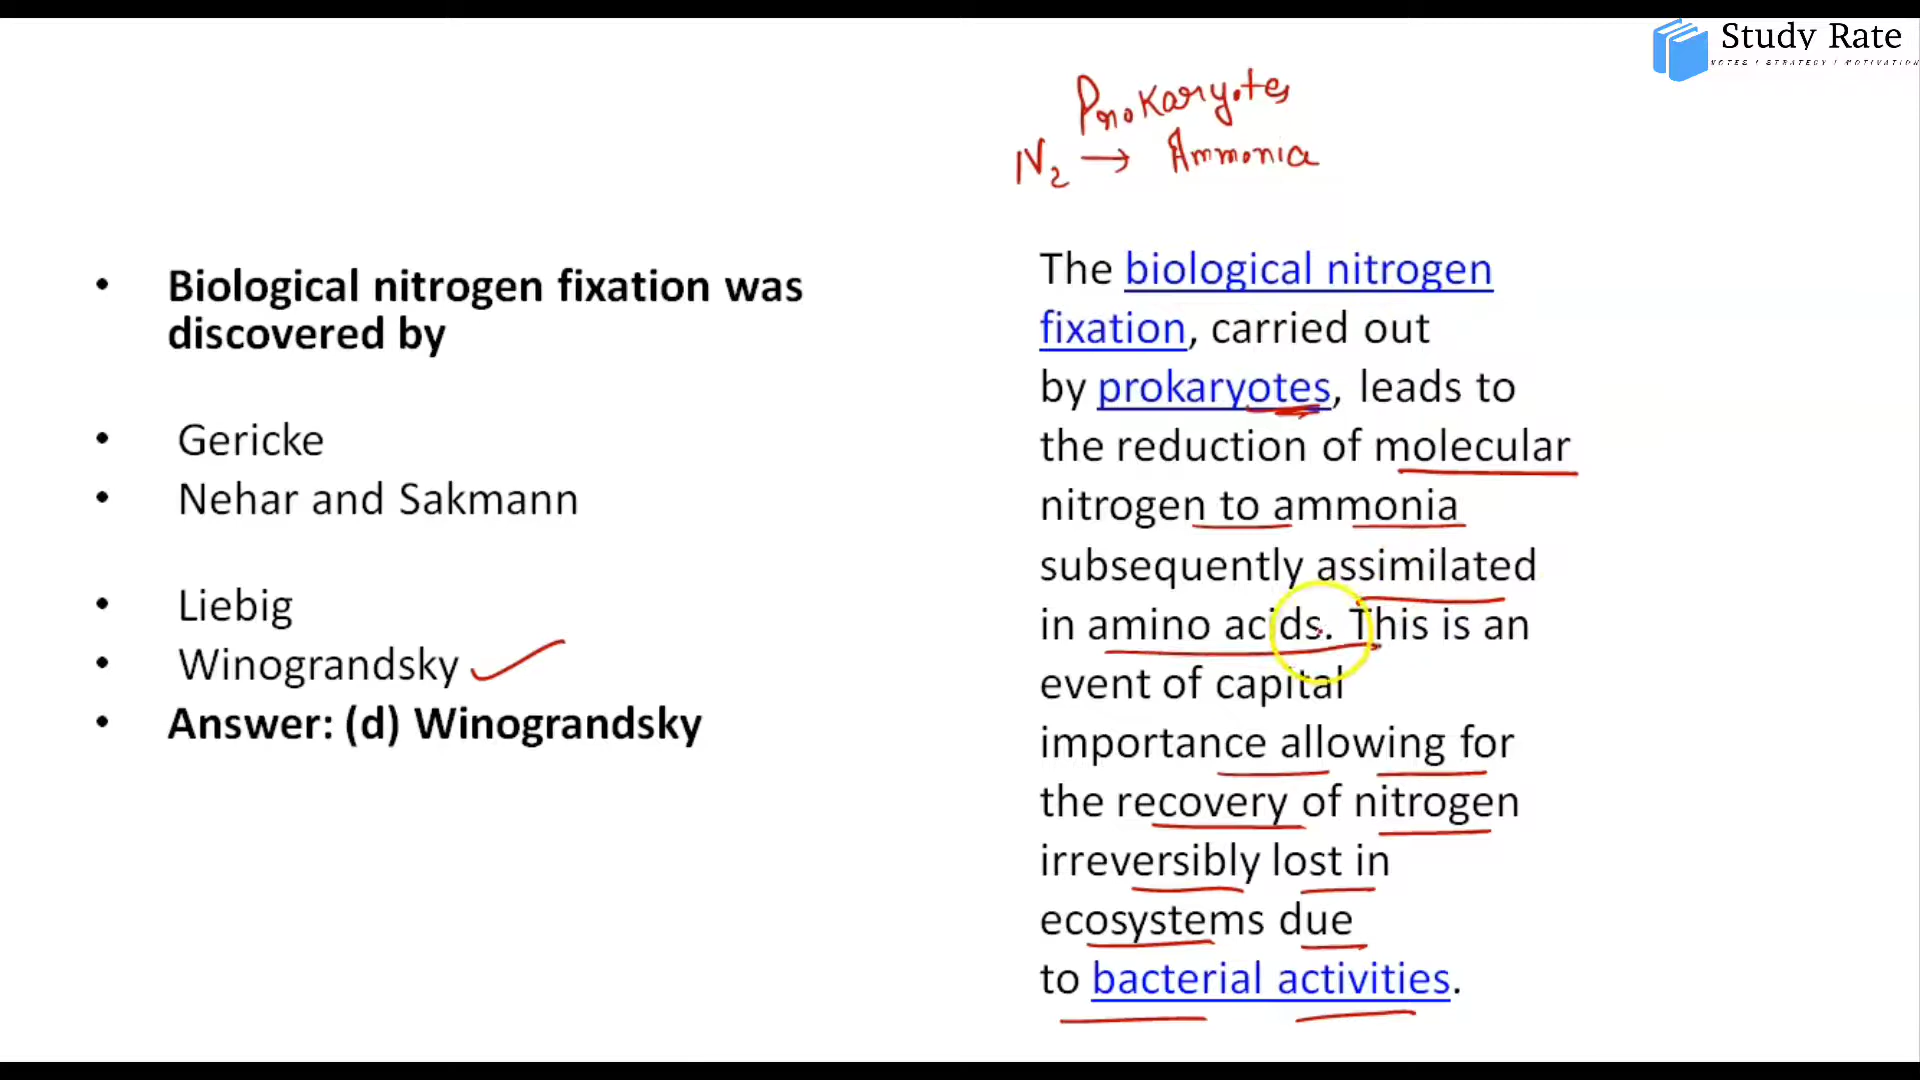 Study Rate
NOTES / STRATEGY / MOTIVATION
Prokaryotes
N2 → Ammonia
• Biological nitrogen fixation was
discovered by
• Gericke
• Nehar and Sakmann
• Liebig
• Winograndsky
• Answer: (d) Winograndsky
The biological nitrogen
fixation, carried out
by prokaryotes, leads to
the reduction of molecular
nitrogen to ammonia
subsequently assimilated
in amino acids. This is an
event of capital
importance allowing for
the recovery of nitrogen
irreversibly lost in
ecosystems due
to bacterial activities.